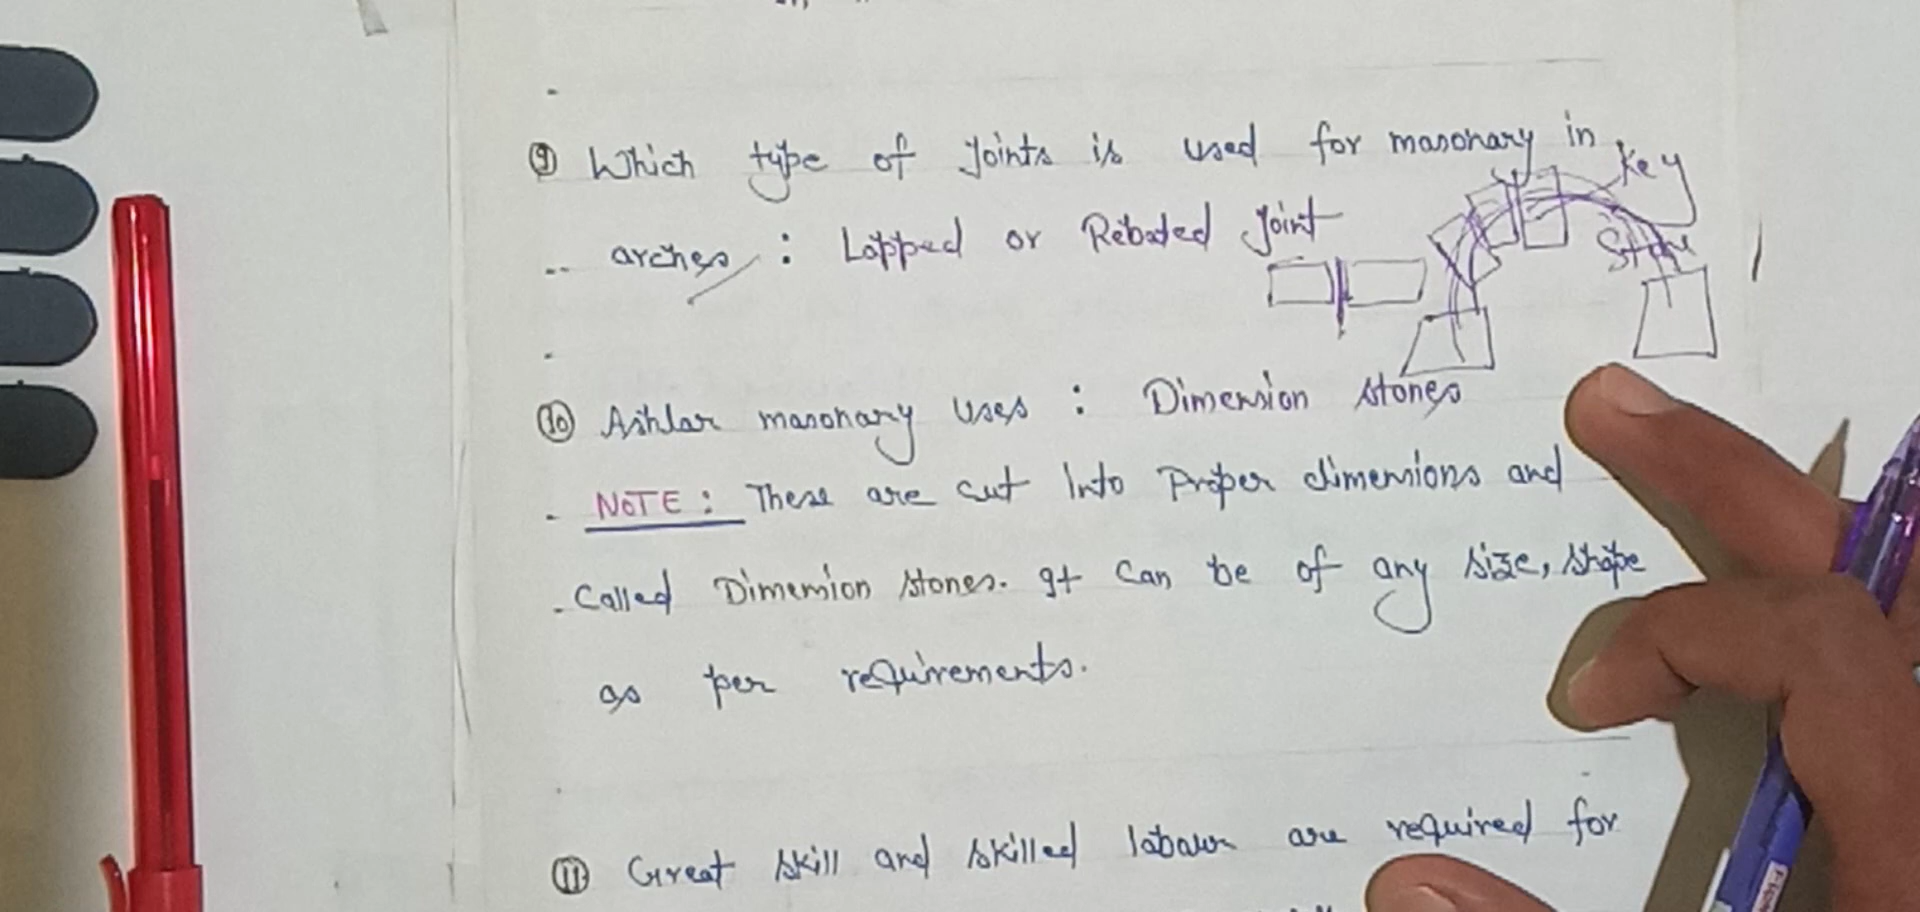 ⑨ Which type of Joints is used for masonary in
arches : Lapped or Rebated Joint
Key
Stone
⑩ Ashlar masonary uses : Dimension stones
NOTE : These are cut Into Proper dimensions and
Called Dimension stones. It Can be of any size, shape
as per requirements.
⑪ Great skill and skilled labour are required for